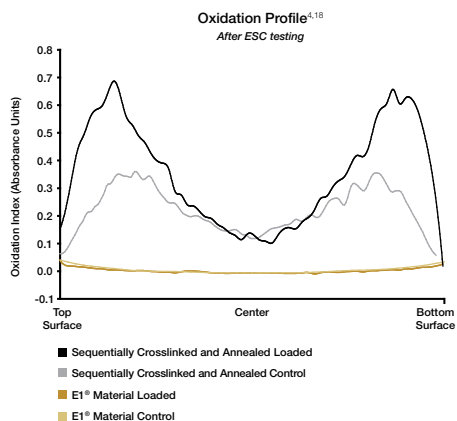 Oxidation Profile4,18
After ESC testing
Oxidation Index (Absorbance Units)
0.8
0.7
0.6
0.5
0.4
0.3
0.2
0.1
0.0
-0.1
Top
Surface
Center
Bottom
Surface
Sequentially Crosslinked and Annealed Loaded
Sequentially Crosslinked and Annealed Control
E1® Material Loaded
E1® Material Control